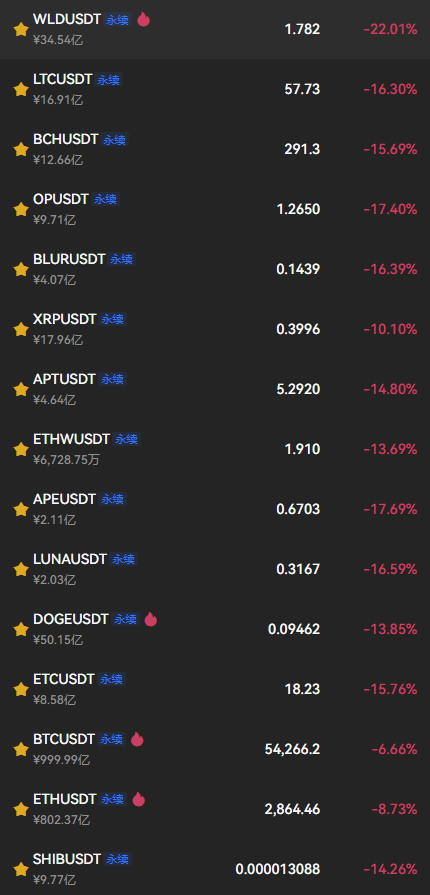 WLDUSDT 永续 1.782 -22.01%
¥34.54亿
LTCUSDT 永续 57.73 -16.30%
¥16.91亿
BCHUSDT 永续 291.3 -15.69%
¥12.66亿
OPUSDT 永续 1.2650 -17.40%
¥9.71亿
BLURUSDT 永续 0.1439 -16.39%
¥4.07亿
XRPUSDT 永续 0.3996 -10.10%
¥17.96亿
APTUSDT 永续 5.2920 -14.80%
¥4.64亿
ETHWUSDT 永续 1.910 -13.69%
¥6,728.75万
APEUSDT 永续 0.6703 -17.69%
¥2.11亿
LUNAUSDT 永续 0.3167 -16.59%
¥2.03亿
DOGEUSDT 永续 0.09462 -13.85%
¥50.15亿
ETCUSDT 永续 18.23 -15.76%
¥8.58亿
BTCUSDT 永续 54,266.2 -6.66%
¥999.99亿
ETHUSDT 永续 2,864.46 -8.73%
¥802.37亿
SHIBUSDT 永续 0.000013088 -14.26%
¥9.77亿